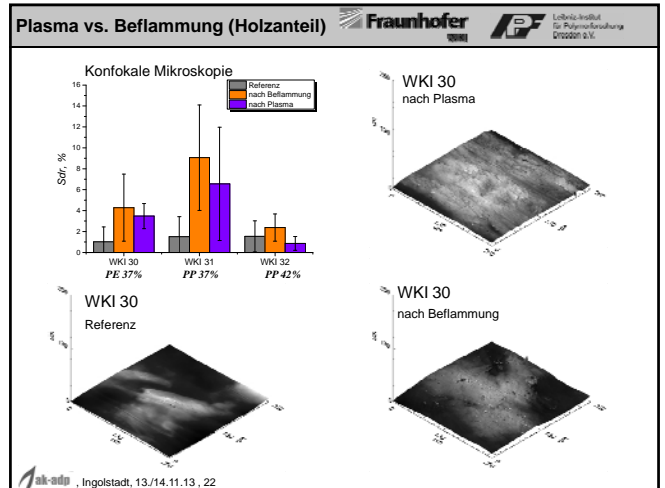 Plasma vs. Beflammung (Holzanteil)
Fraunhofer
WKI
IPF
Leibniz-Institut
für Polymerforschung
Dresden e.V.
Konfokale Mikroskopie
Referenz
nach Beflammung
nach Plasma
Sdr, %
16
14
12
10
8
6
4
2
0
WKI 30
WKI 31
WKI 32
PE 37%
PP 37%
PP 42%
WKI 30
nach Plasma
WKI 30
Referenz
WKI 30
nach Beflammung
ak-adp , Ingolstadt, 13./14.11.13 , 22